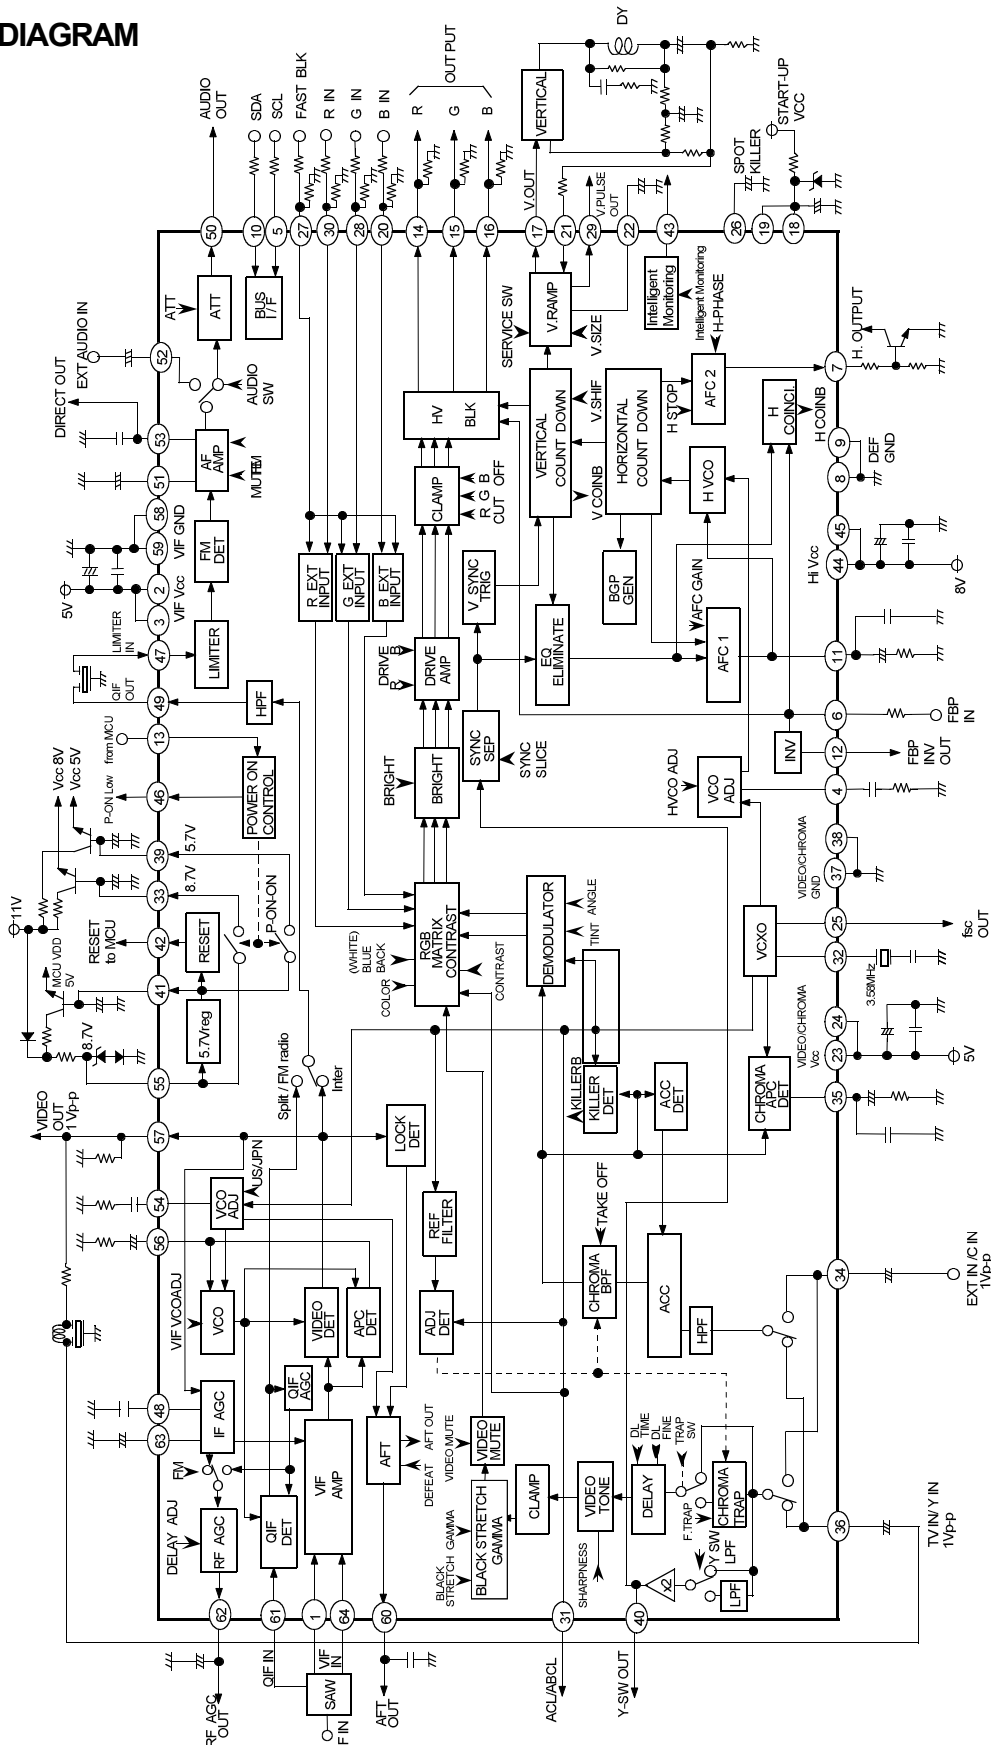 DIAGRAM
AUDIO
OUT
SDA
SCL
FAST BLK
R IN
G IN
B IN
OUT PUT
R
G
B
VERTICAL
DY
V.OUT
V.PULSE
OUT
SPOT
KILLER
START-UP
VCC
50
10
5
27
30
28
20
14
15
16
17
21
29
22
43
26
19
18
ATT
ATT
BUS
I / F
EXT AUDIO IN
52
AUDIO
SW
DIRECT OUT
53
51
AF
AMP
MUTE
58
59
VIF GND
FM
DET
5V
2
3
VIF Vcc
LIMITER
IN
47
LIMITER
QIF
OUT
49
HPF
13
from MCU
P-ON Low
46
POWER ON
CONTROL
Vcc 8V
Vcc 5V
39
5.7V
33
8.7V
P-ON-ON
11V
RESET
to MCU
42
RESET
MCU VDD
5V
41
5.7Vreg
8.7V
55
VIDEO
OUT
1 Vp-p
57
54
56
Split / FM radio
Inter
US/JPN
VCO
ADJ
LOCK
DET
REF
FILTER
VIF VCOADJ
VCO
VIDEO
DET
APC
DET
ADJ
DET
48
63
IF AGC
QIF
AGC
FM
DELAY ADJ
RF AGC
QIF
DET
VIF
AMP
AFT
AFT OUT
DEFEAT
VIDEO MUTE
VIDEO
MUTE
BLACK
STRETCH
GAMMA
BLACK STRETCH
GAMMA
62
61
1
64
60
RF AGC
OUT
QIF IN
VIF
IN
SAW
F IN
AFT
OUT
SERVICE SW
V.RAMP
V.SIZE
Intelligent
Monitoring
Intelligent Monitoring
H-PHASE
HV
BLK
VERTICAL
COUNT DOWN
V.SHIF
V COINB
HORIZONTAL
COUNT DOWN
H STOP
AFC 2
H VCO
H
COINCI.
H COINB
CLAMP
R G B
CUT OFF
R EXT
INPUT
G EXT
INPUT
B EXT
INPUT
V SYNC
TRIG
BGP
GEN
AFC GAIN
AFC 1
EQ
ELIMINATE
DRIVE
R
B
DRIVE
AMP
SYNC
SEP
SYNC
SLICE
BRIGHT
BRIGHT
INV
HVCO ADJ
VCO
ADJ
(WHITE)
BLUE
BACK
COLOR
RGB
MATRIX
CONTRAST
CONTRAST
DEMODULATOR
TINT
ANGLE
VCXO
KILLERB
KILLER
DET
ACC
DET
CHROMA
APC
DET
TAKE OFF
CHROMA
BPF
ACC
HPF
CLAMP
VIDEO
TONE
SHARPNESS
DELAY
DL
TIME
DL
FINE
TRAP
SW
F.TRAP
CHROMA
TRAP
Y SW
LPF
x2
LPF
31
40
ACL/ABCL
Y-SW OUT
7
H. OUTPUT
9
8
DEF
GND
45
44
Hi Vcc
8V
11
6
FBP
IN
12
FBP
INV
OUT
4
38
37
VIDEO/CHROMA
GND
25
fsc
OUT
32
3.58MHz
24
23
VIDEO/CHROMA
Vcc
5V
35
34
EXT IN /C IN
1Vp-p
36
TV IN/ Y IN
1Vp-p